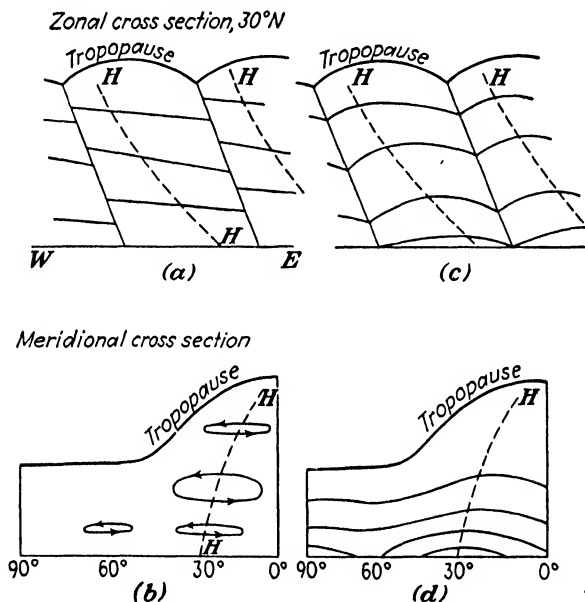 Zonal cross section, 30°N
Tropopause
H
H
H
W
E
(a)
Tropopause
H
H
(c)
Meridional cross section
Tropopause
H
H
90° 60° 30° 0°
(b)
Tropopause
H
90° 60° 30° 0°
(d)